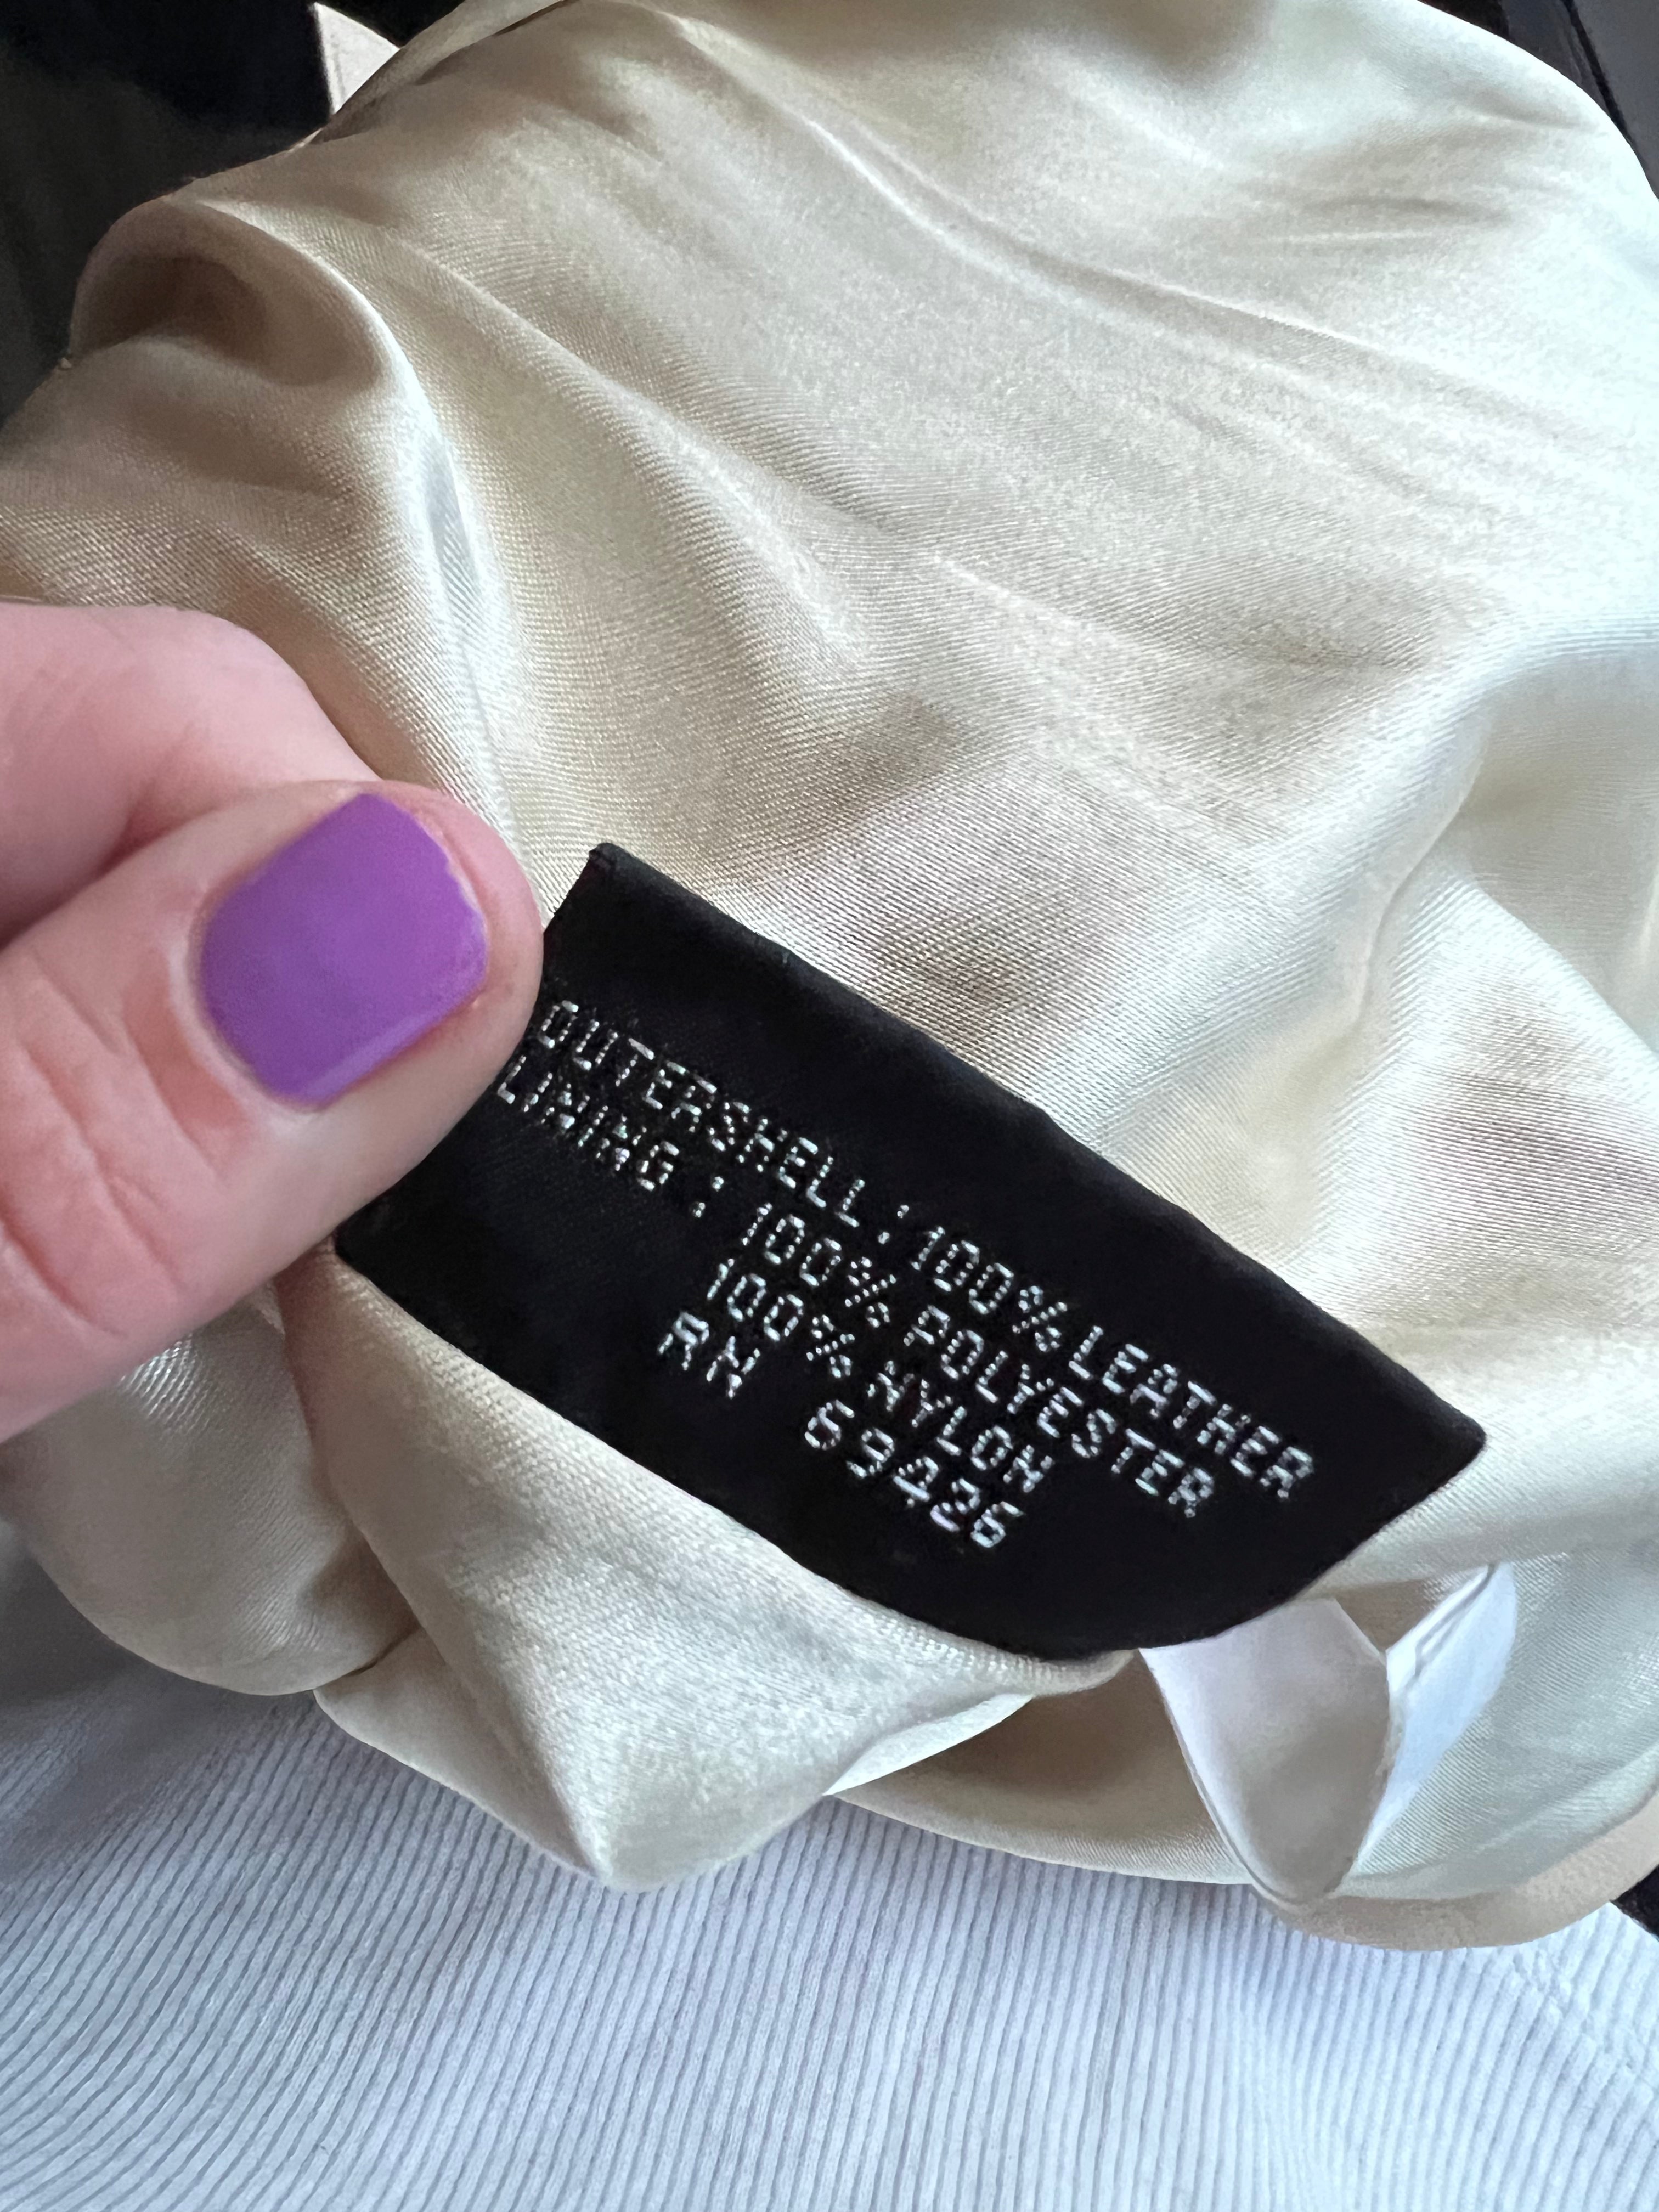 OUTERSHELL : 100% LEATHER
LINING : 100% POLYESTER
100% NYLON
RN 69426